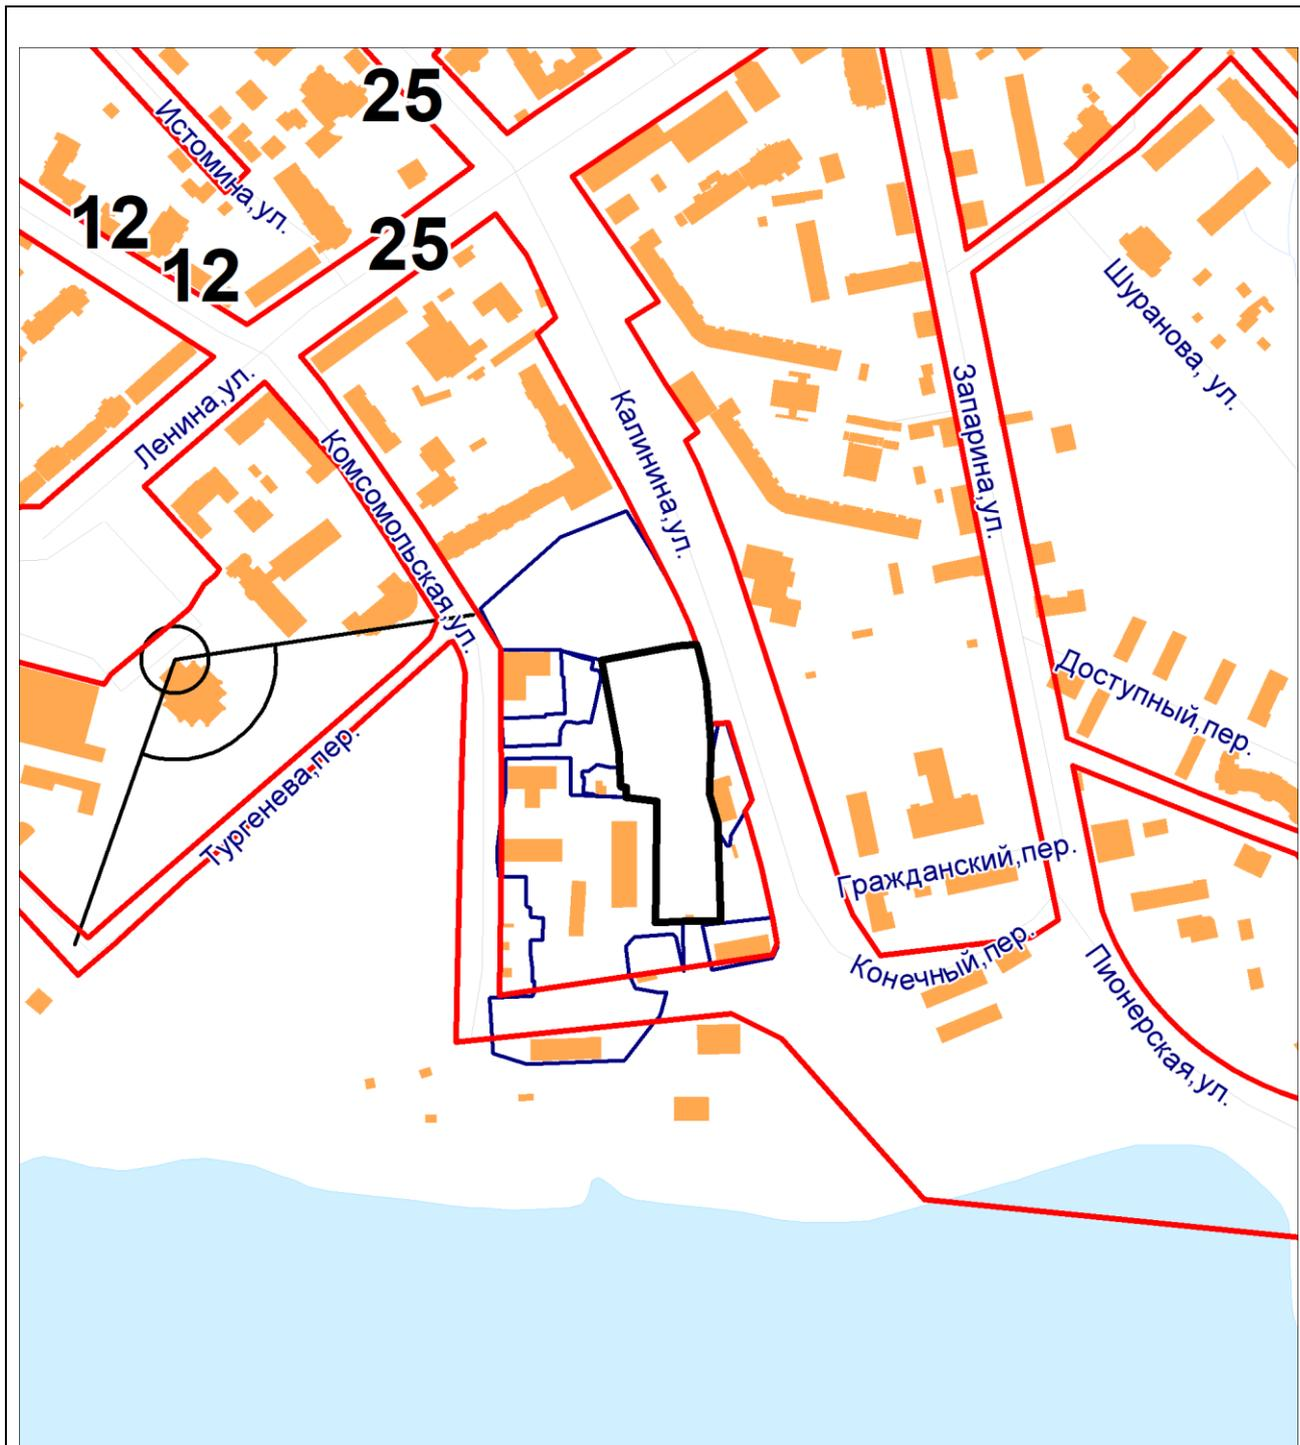 25
Истомина,ул.
12
25
12
Шуранова, ул.
Ленина,ул.
Запарина,ул.
Калинина,ул.
Комсомольская,ул.
Доступный,пер.
Тургенева,пер.
Гражданский,пер.
Конечный,пер.
Пионерская,ул.